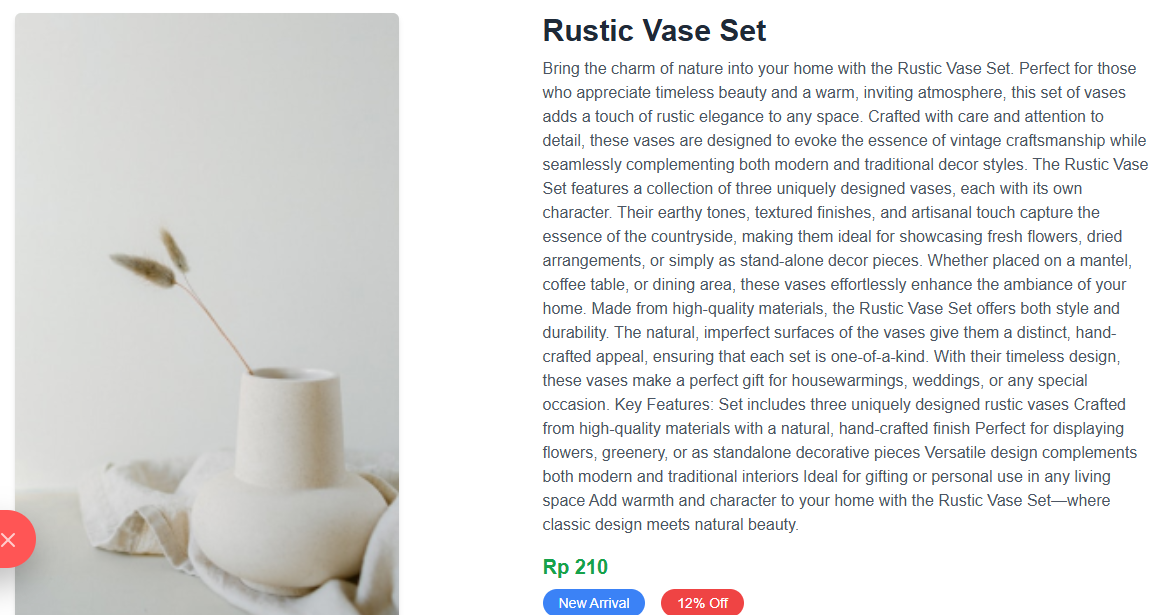 Rustic Vase Set
Bring the charm of nature into your home with the Rustic Vase Set. Perfect for those
who appreciate timeless beauty and a warm, inviting atmosphere, this set of vases
adds a touch of rustic elegance to any space. Crafted with care and attention to
detail, these vases are designed to evoke the essence of vintage craftsmanship while
seamlessly complementing both modern and traditional decor styles. The Rustic Vase
Set features a collection of three uniquely designed vases, each with its own
character. Their earthy tones, textured finishes, and artisanal touch capture the
essence of the countryside, making them ideal for showcasing fresh flowers, dried
arrangements, or simply as stand-alone decor pieces. Whether placed on a mantel,
coffee table, or dining area, these vases effortlessly enhance the ambiance of your
home. Made from high-quality materials, the Rustic Vase Set offers both style and
durability. The natural, imperfect surfaces of the vases give them a distinct, hand-
crafted appeal, ensuring that each set is one-of-a-kind. With their timeless design,
these vases make a perfect gift for housewarmings, weddings, or any special
occasion. Key Features: Set includes three uniquely designed rustic vases Crafted
from high-quality materials with a natural, hand-crafted finish Perfect for displaying
flowers, greenery, or as standalone decorative pieces Versatile design complements
both modern and traditional interiors Ideal for gifting or personal use in any living
space Add warmth and character to your home with the Rustic Vase Set—where
classic design meets natural beauty.
Rp 210
New Arrival 12% Off